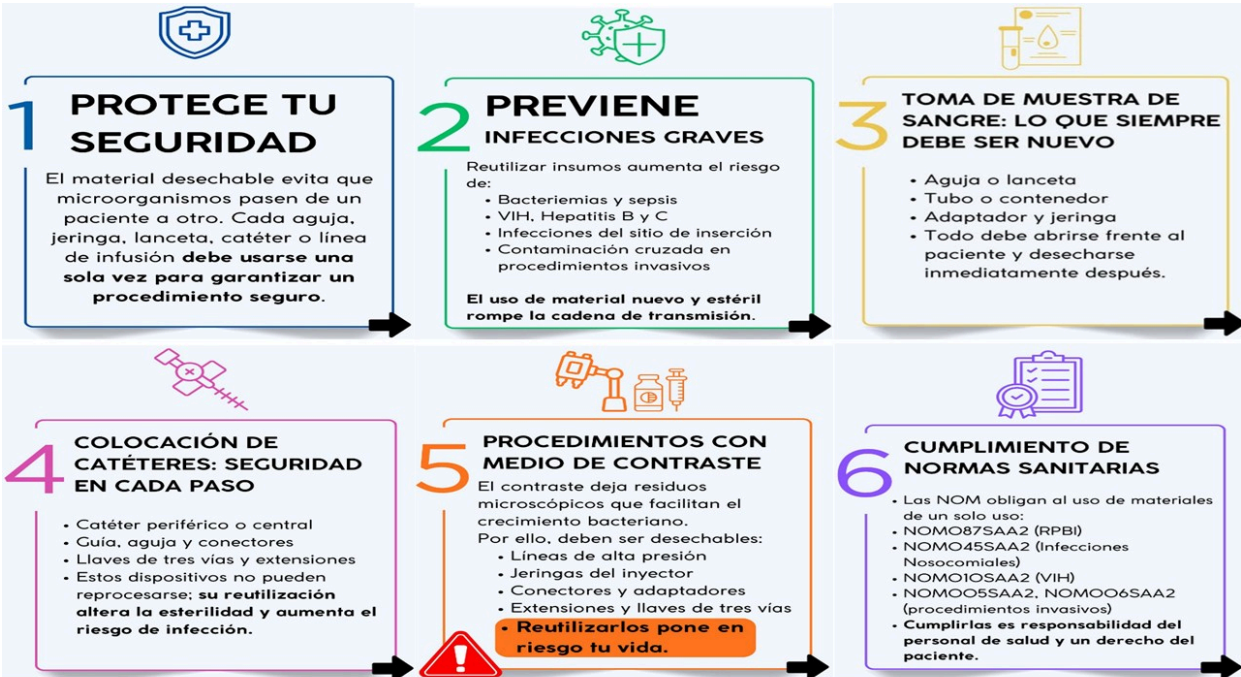 1
PROTEGE TU
SEGURIDAD
El material desechable evita que
microorganismos pasen de un
paciente a otro. Cada aguja,
jeringa, lanceta, catéter o línea
de infusión debe usarse una
sola vez para garantizar un
procedimiento seguro.
2
PREVIENE
INFECCIONES GRAVES
Reutilizar insumos aumenta el riesgo
de:
• Bacteriemias y sepsis
• VIH, Hepatitis B y C
• Infecciones del sitio de inserción
• Contaminación cruzada en
procedimientos invasivos
El uso de material nuevo y estéril
rompe la cadena de transmisión.
3
TOMA DE MUESTRA DE
SANGRE: LO QUE SIEMPRE
DEBE SER NUEVO
• Aguja o lanceta
• Tubo o contenedor
• Adaptador y jeringa
• Todo debe abrirse frente al
paciente y desecharse
inmediatamente después.
4
COLOCACIÓN DE
CATÉTERES: SEGURIDAD
EN CADA PASO
• Catéter periférico o central
• Guía, aguja y conectores
• Llaves de tres vías y extensiones
• Estos dispositivos no pueden
reprocesarse; su reutilización
altera la esterilidad y aumenta el
riesgo de infección.
5
PROCEDIMIENTOS CON
MEDIO DE CONTRASTE
El contraste deja residuos
microscópicos que facilitan el
crecimiento bacteriano.
Por ello, deben ser desechables:
• Líneas de alta presión
• Jeringas del inyector
• Conectores y adaptadores
• Extensiones y llaves de tres vías
• Reutilizarlos pone en
riesgo tu vida.
6
CUMPLIMIENTO DE
NORMAS SANITARIAS
• Las NOM obligan al uso de materiales
de un solo uso:
• NOM087SAA2 (RPBI)
• NOM045SAA2 (Infecciones
Nosocomiales)
• NOM010SAA2 (VIH)
• NOM005SAA2, NOM006SAA2
(procedimientos invasivos)
• Cumplirlas es responsabilidad del
personal de salud y un derecho del
paciente.